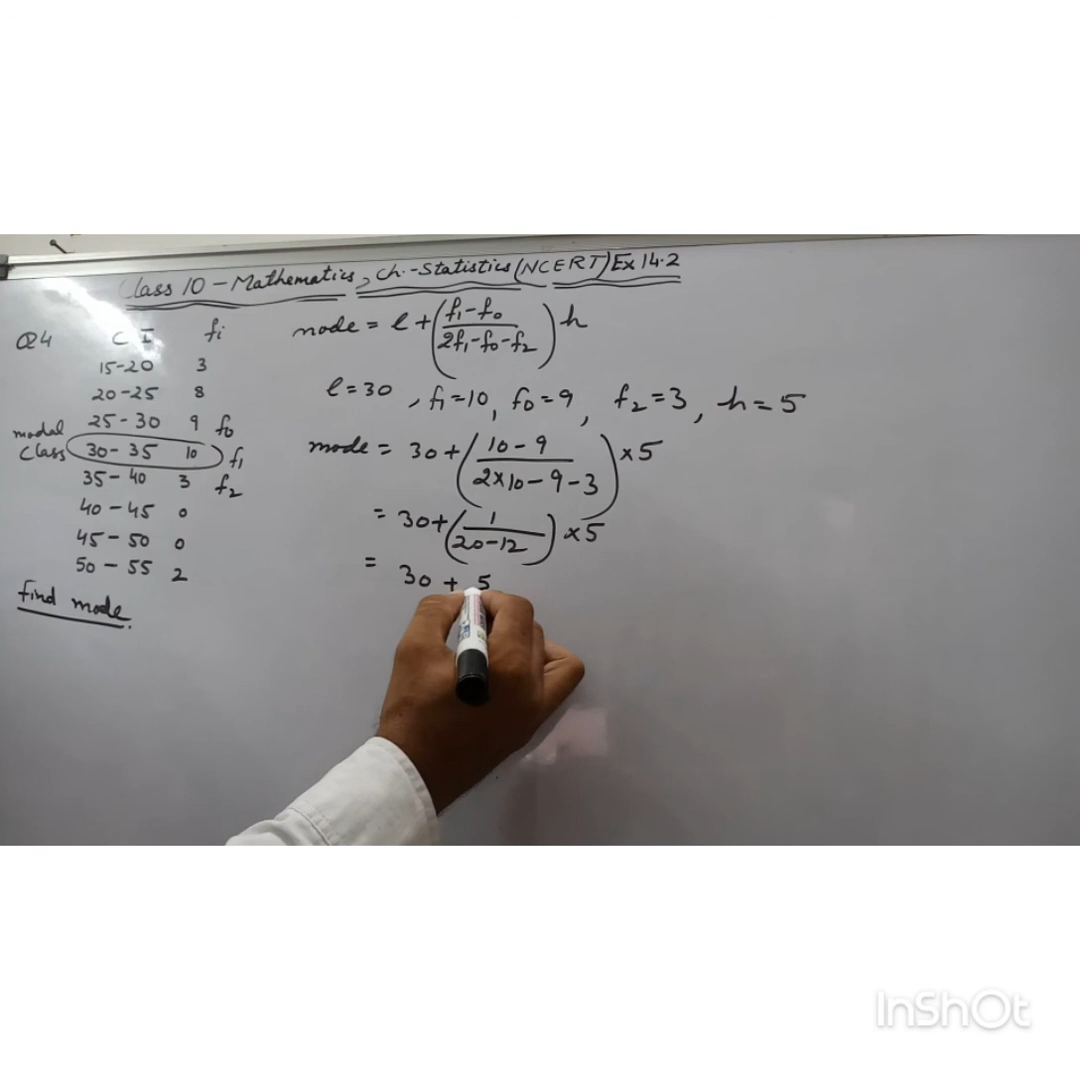 Class 10 - Mathematics, Ch.-Statistics (NCERT) Ex 14.2
Q4 C I fi
15-20 3
20-25 8
25-30 9 f0
modal class 30-35 10 f1
35-40 3 f2
40-45 0
45-50 0
50-55 2
find mode.
mode = l + ((f1-f0)/(2f1-f0-f2)) h
l=30, f1=10, f0=9, f2=3, h=5
mode = 30+((10-9)/(2×10-9-3))×5
= 30+(1/(20-12))×5
= 30 + 5
InShOt